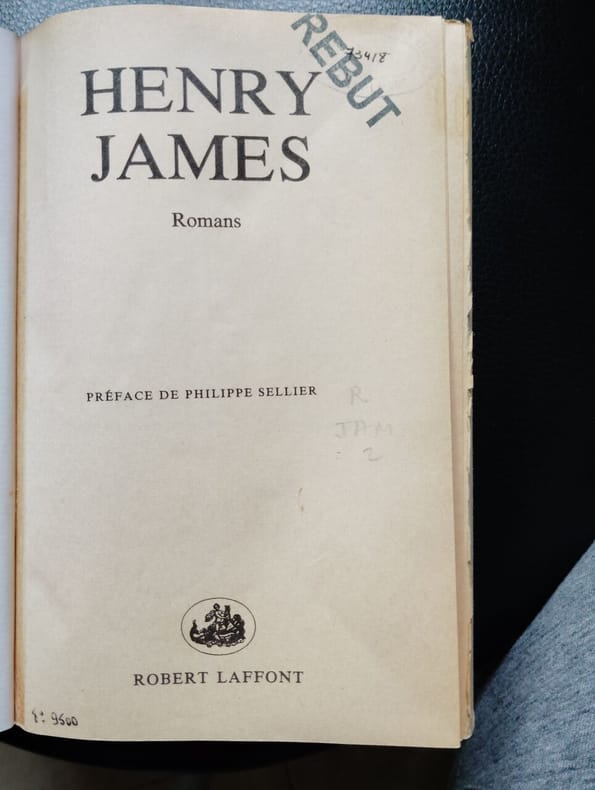 REBUT
73418
HENRY
JAMES
Romans
PRÉFACE DE PHILIPPE SELLIER
R
JAM
2
ROBERT LAFFONT
9500